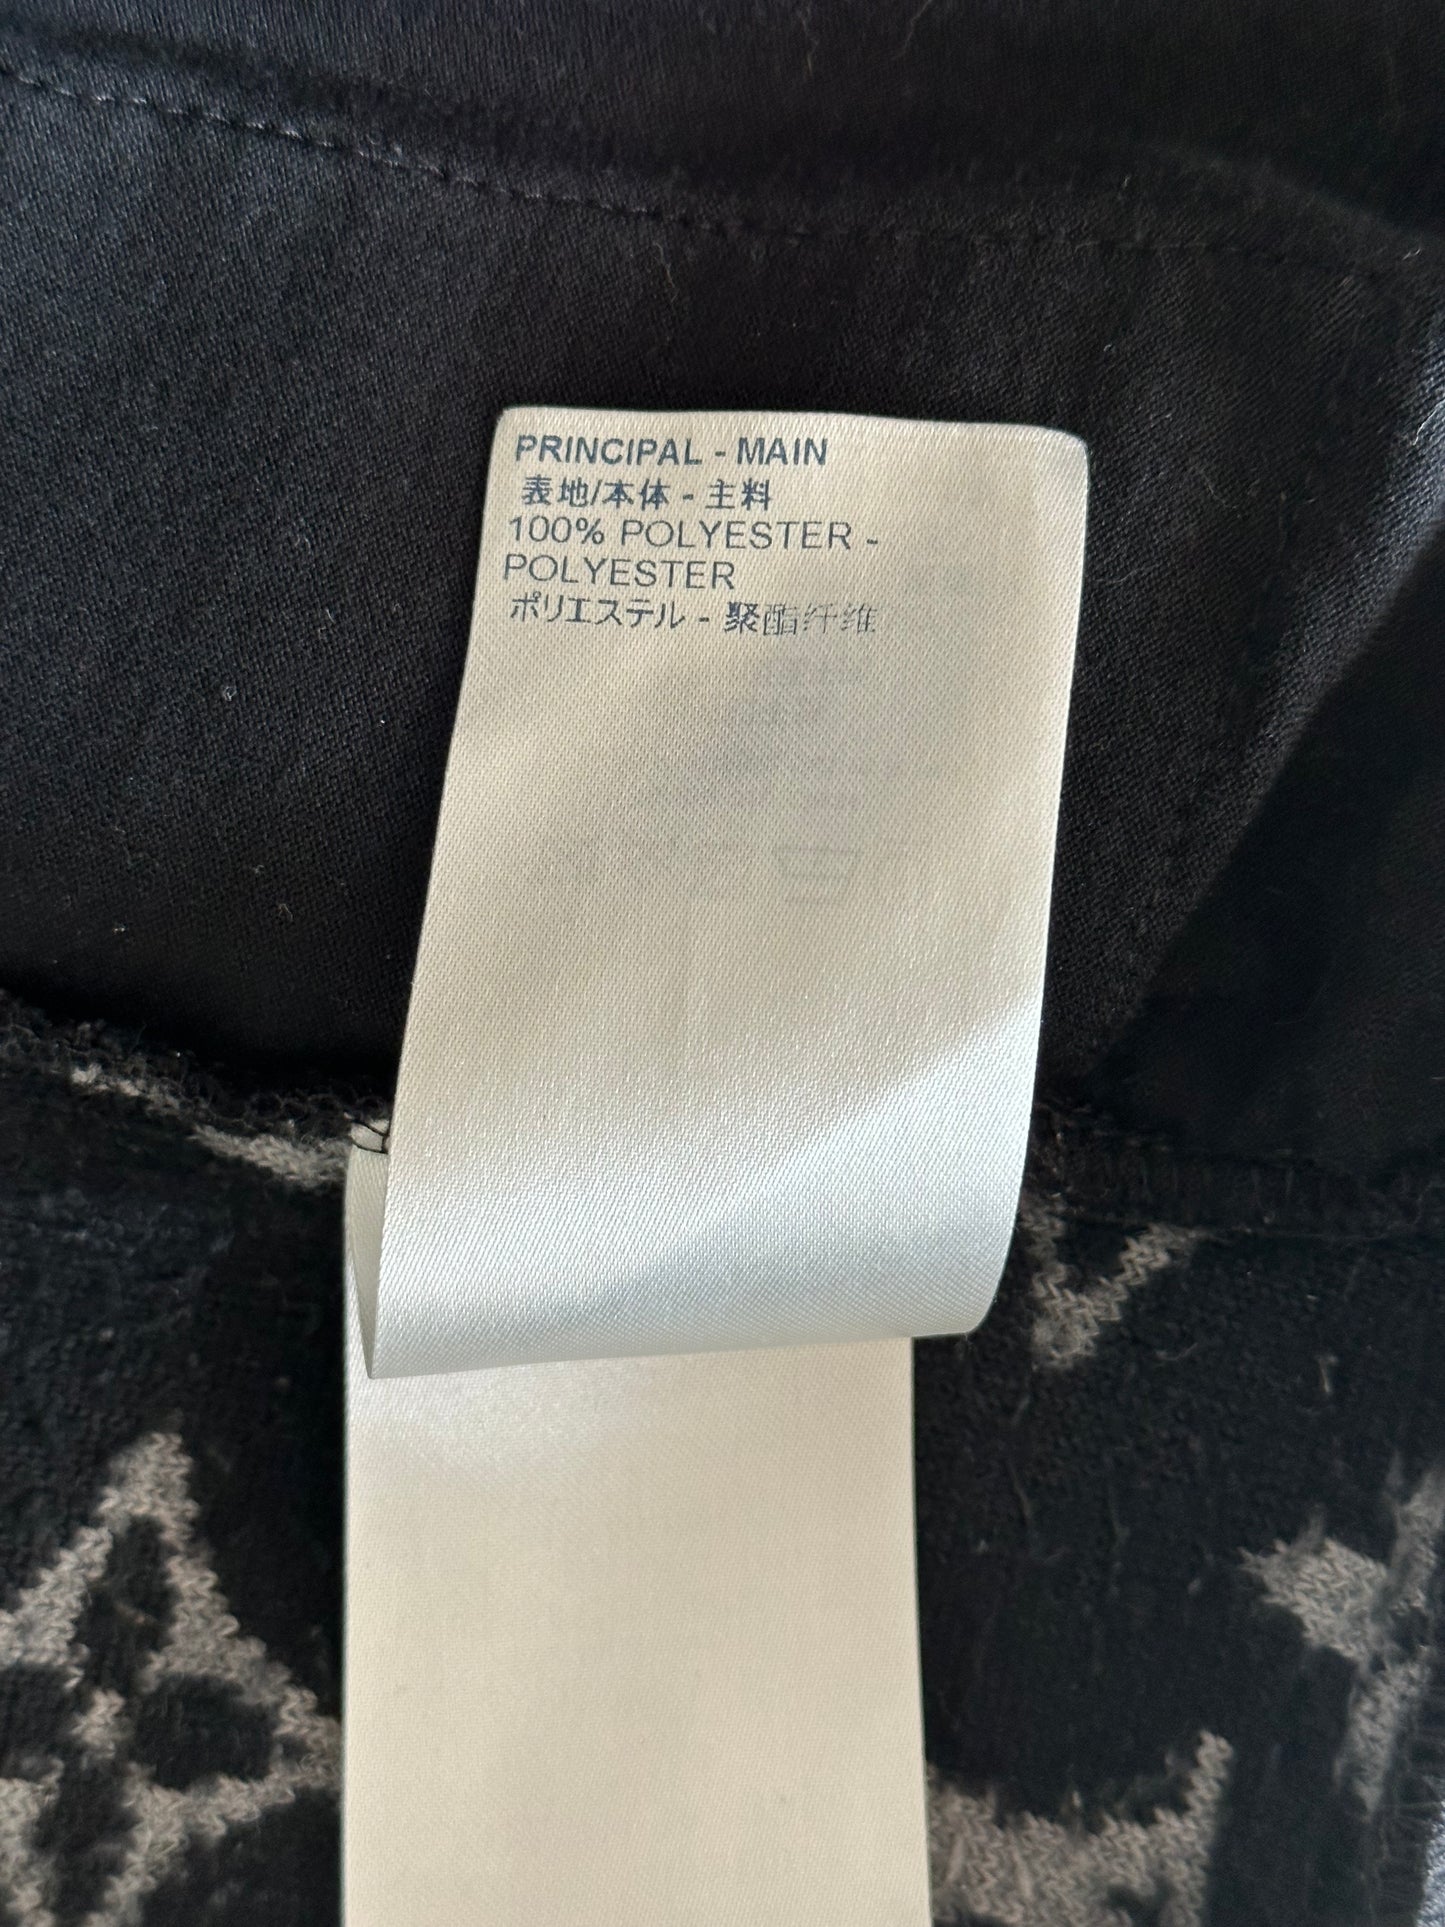 PRINCIPAL - MAIN
表地/本体 - 主料
100% POLYESTER -
POLYESTER
ポリエステル - 聚酯纤维